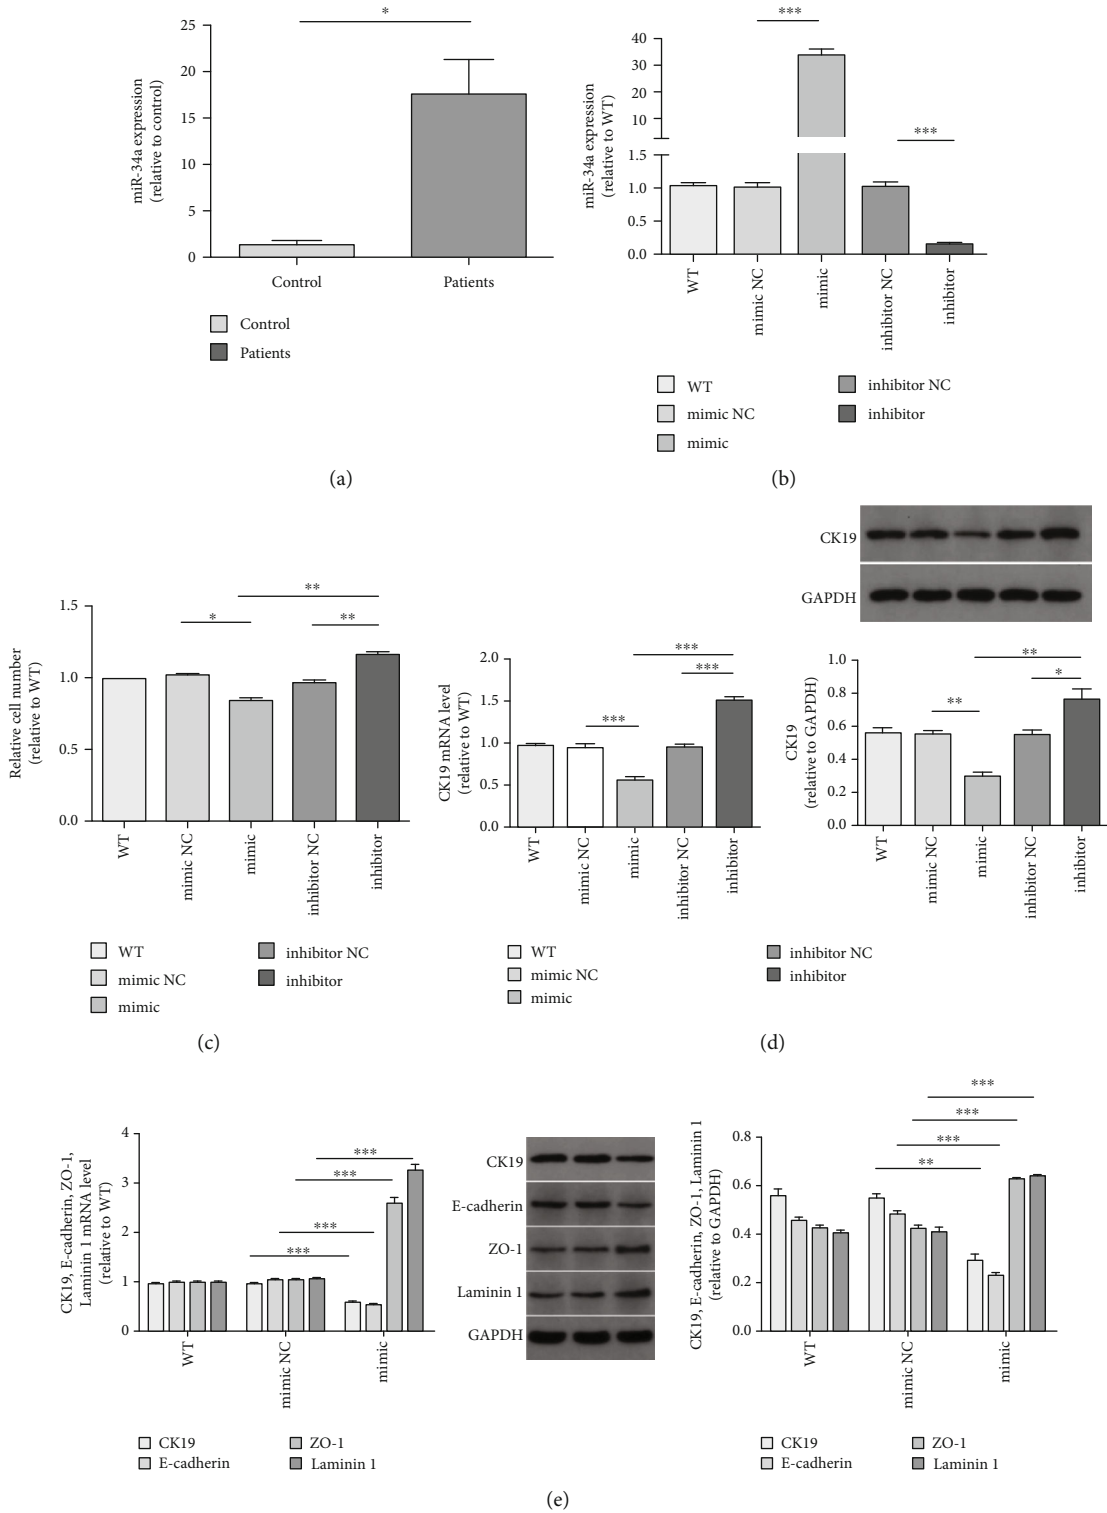 *
25
20
15
10
5
0
miR-34a expression
(relative to control)
Control
Patients
Control
Patients
(a)
***
***
40
30
20
10
1.5
1.0
0.5
0.0
miR-34a expression
(relative to WT)
WT
mimic NC
mimic
inhibitor NC
inhibitor
WT
mimic NC
mimic
inhibitor NC
inhibitor
(b)
**
*
**
1.5
1.0
0.5
0.0
Relative cell number
(relative to WT)
WT
mimic NC
mimic
inhibitor NC
inhibitor
WT
mimic NC
mimic
inhibitor NC
inhibitor
(c)
***
***
***
2.0
1.5
1.0
0.5
0.0
CK19 mRNA level
(relative to WT)
WT
mimic NC
mimic
inhibitor NC
inhibitor
CK19
GAPDH
**
*
**
1.0
0.8
0.6
0.4
0.2
0.0
CK19
(relative to GAPDH)
WT
mimic NC
mimic
inhibitor NC
inhibitor
WT
mimic NC
mimic
inhibitor NC
inhibitor
(d)
***
***
***
***
4
3
2
1
0
CK19, E-cadherin, ZO-1,
Laminin 1 mRNA level
(relative to WT)
WT
mimic NC
mimic
CK19
E-cadherin
ZO-1
Laminin 1
CK19
E-cadherin
ZO-1
Laminin 1
GAPDH
***
***
***
**
0.8
0.6
0.4
0.2
0.0
CK19, E-cadherin, ZO-1, Laminin 1
(relative to GAPDH)
WT
mimic NC
mimic
CK19
E-cadherin
ZO-1
Laminin 1
(e)